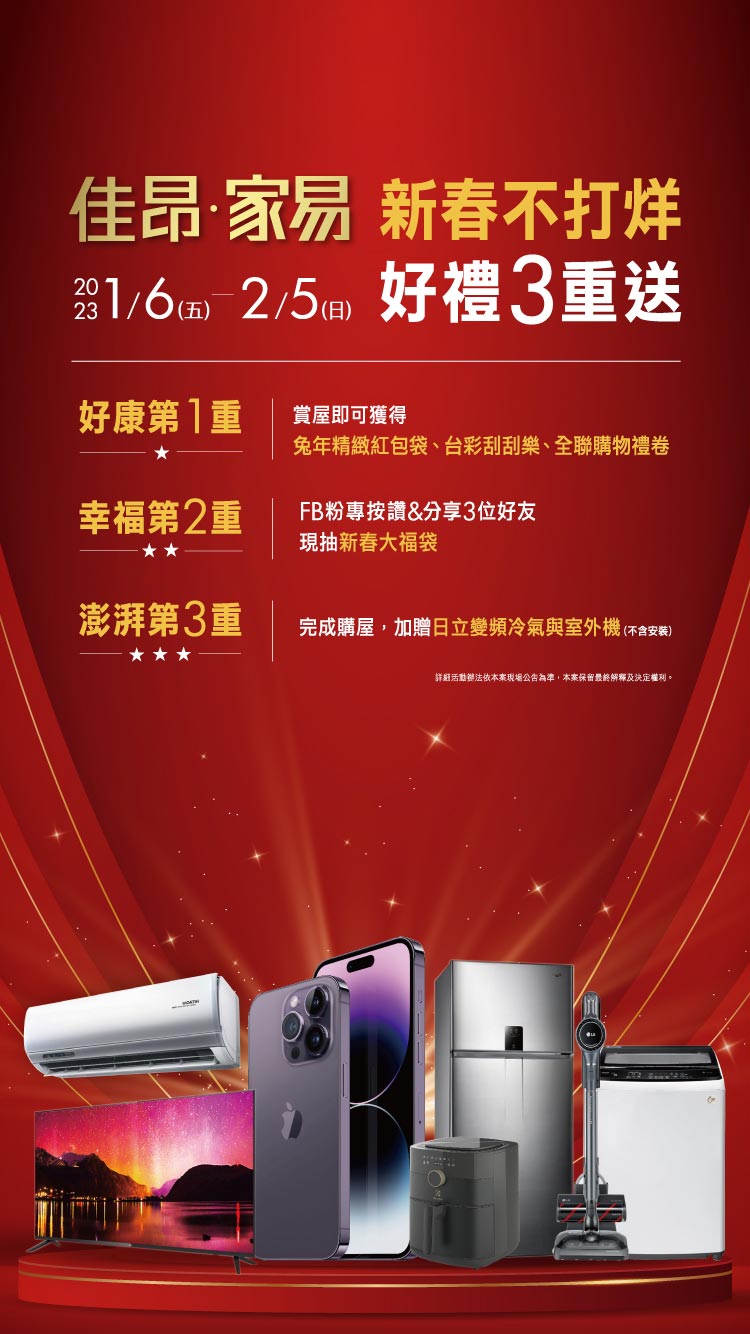 佳昂·家易 新春不打烊
2023 1/6(五)—2/5(日) 好禮3重送
好康第1重
賞屋即可獲得
兔年精緻紅包袋、台彩刮刮樂、全聯購物禮卷
幸福第2重
FB粉專按讚&分享3位好友
現抽新春大福袋
澎湃第3重
完成購屋，加贈日立變頻冷氣與室外機(不含安裝)
詳細活動辦法依本案現場公告為準，本案保留最終解釋及決定權利。
LG